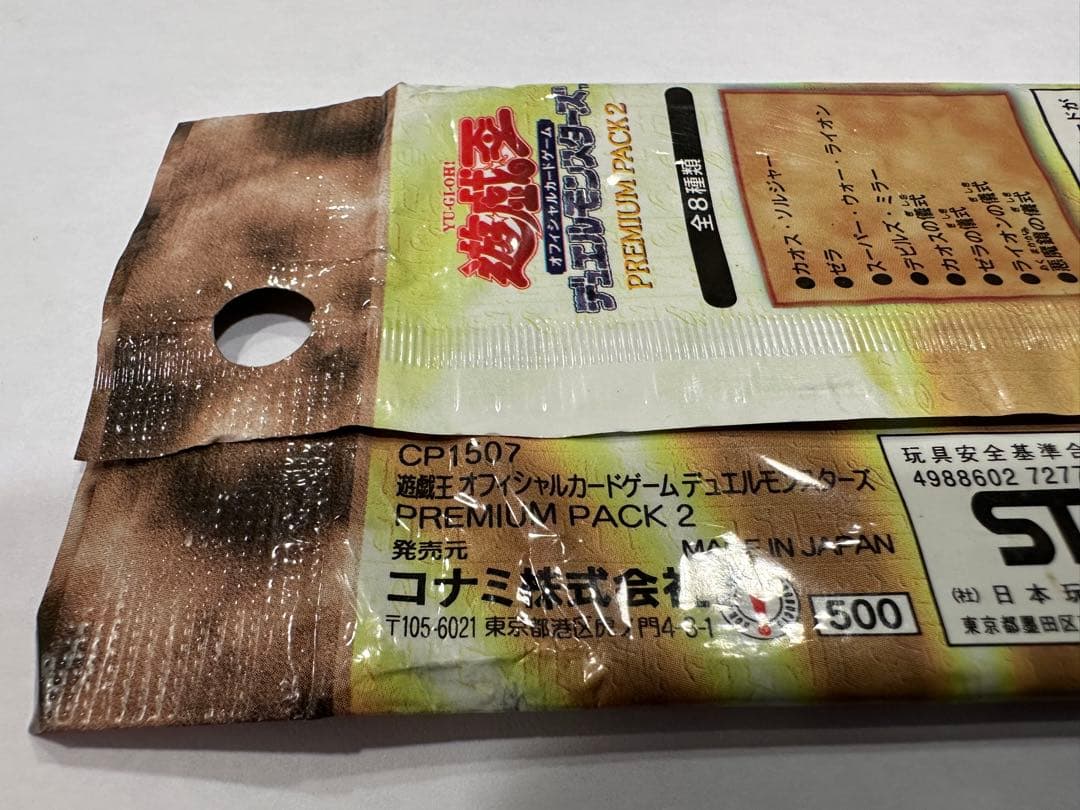 YU-GI-OH!
遊戯王
オフィシャルカードゲーム
デュエルモンスターズ
PREMIUM PACK 2
全8種類
●カオス・ソルジャー
●ゼラ
●スーパー・ウォー・ライオン
●デビルズ・ミラー
●カオスの儀式
●ゼラの儀式
●ライオンの儀式
●悪魔鏡の儀式
CP1507
遊戯王 オフィシャルカードゲーム デュエルモンスターズ
PREMIUM PACK 2
発売元
MADE IN JAPAN
コナミ株式会社
〒105-6021 東京都港区虎ノ門4-3-1
500
玩具安全基準合
4988602 7277
ST
(社) 日本玩
東京都墨田区